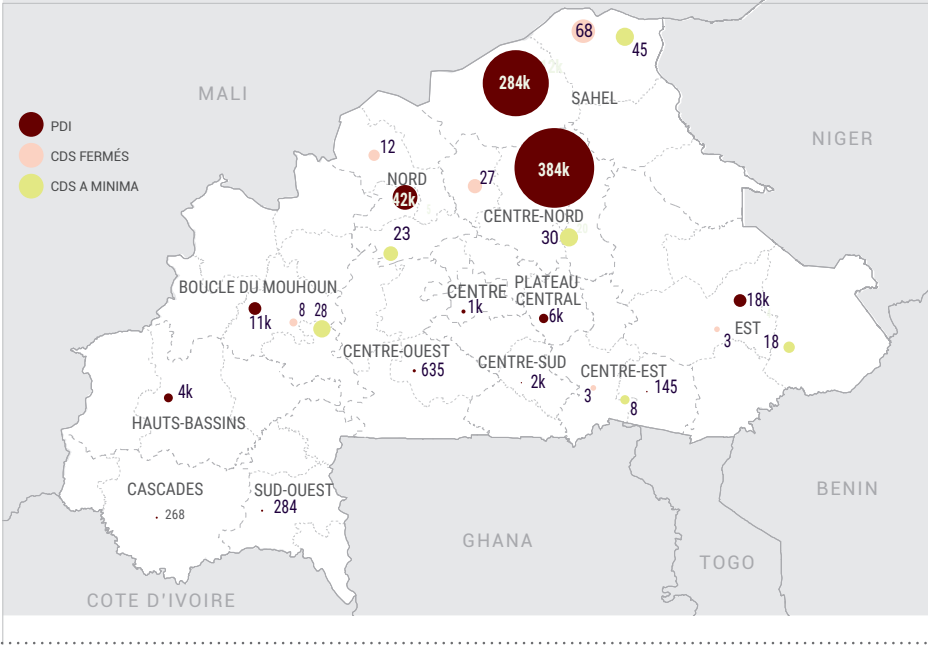 68
45
284k
SAHEL
MALI
NIGER
PDI
CDS FERMÉS
CDS A MINIMA
12
NORD
42k
27
384k
CENTRE-NORD
30
23
BOUCLE DU MOUHOUN
11k
8
28
CENTRE
1k
PLATEAU
CENTRAL
6k
18k
EST
3
18
CENTRE-OUEST
635
CENTRE-SUD
2k
CENTRE-EST
145
3
8
4k
HAUTS-BASSINS
CASCADES
268
SUD-OUEST
284
BENIN
GHANA
TOGO
COTE D'IVOIRE